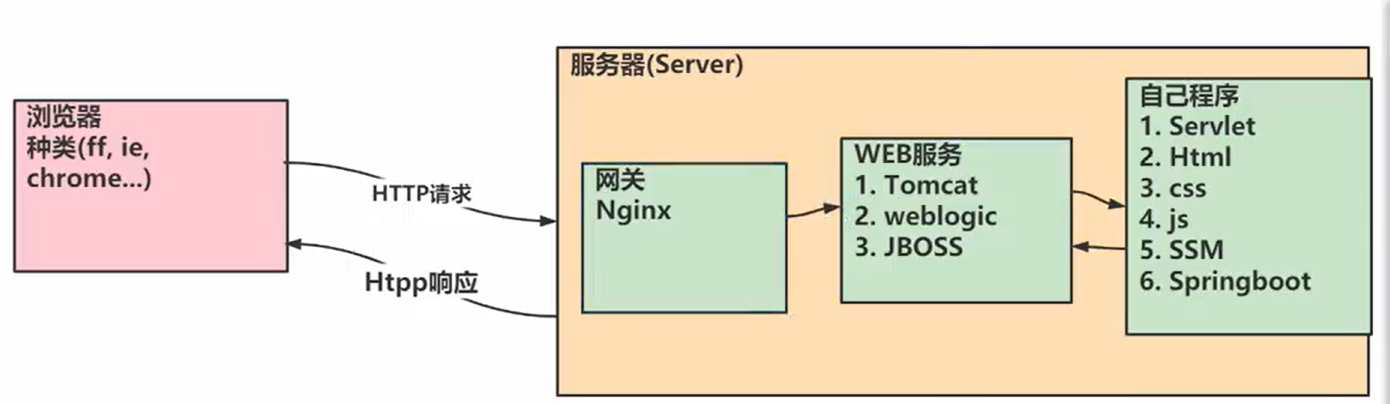 浏览器
种类(ff, ie,
chrome...)
HTTP请求
Htpp响应
服务器(Server)
网关
Nginx
WEB服务
1. Tomcat
2. weblogic
3. JBOSS
自己程序
1. Servlet
2. Html
3. css
4. js
5. SSM
6. Springboot